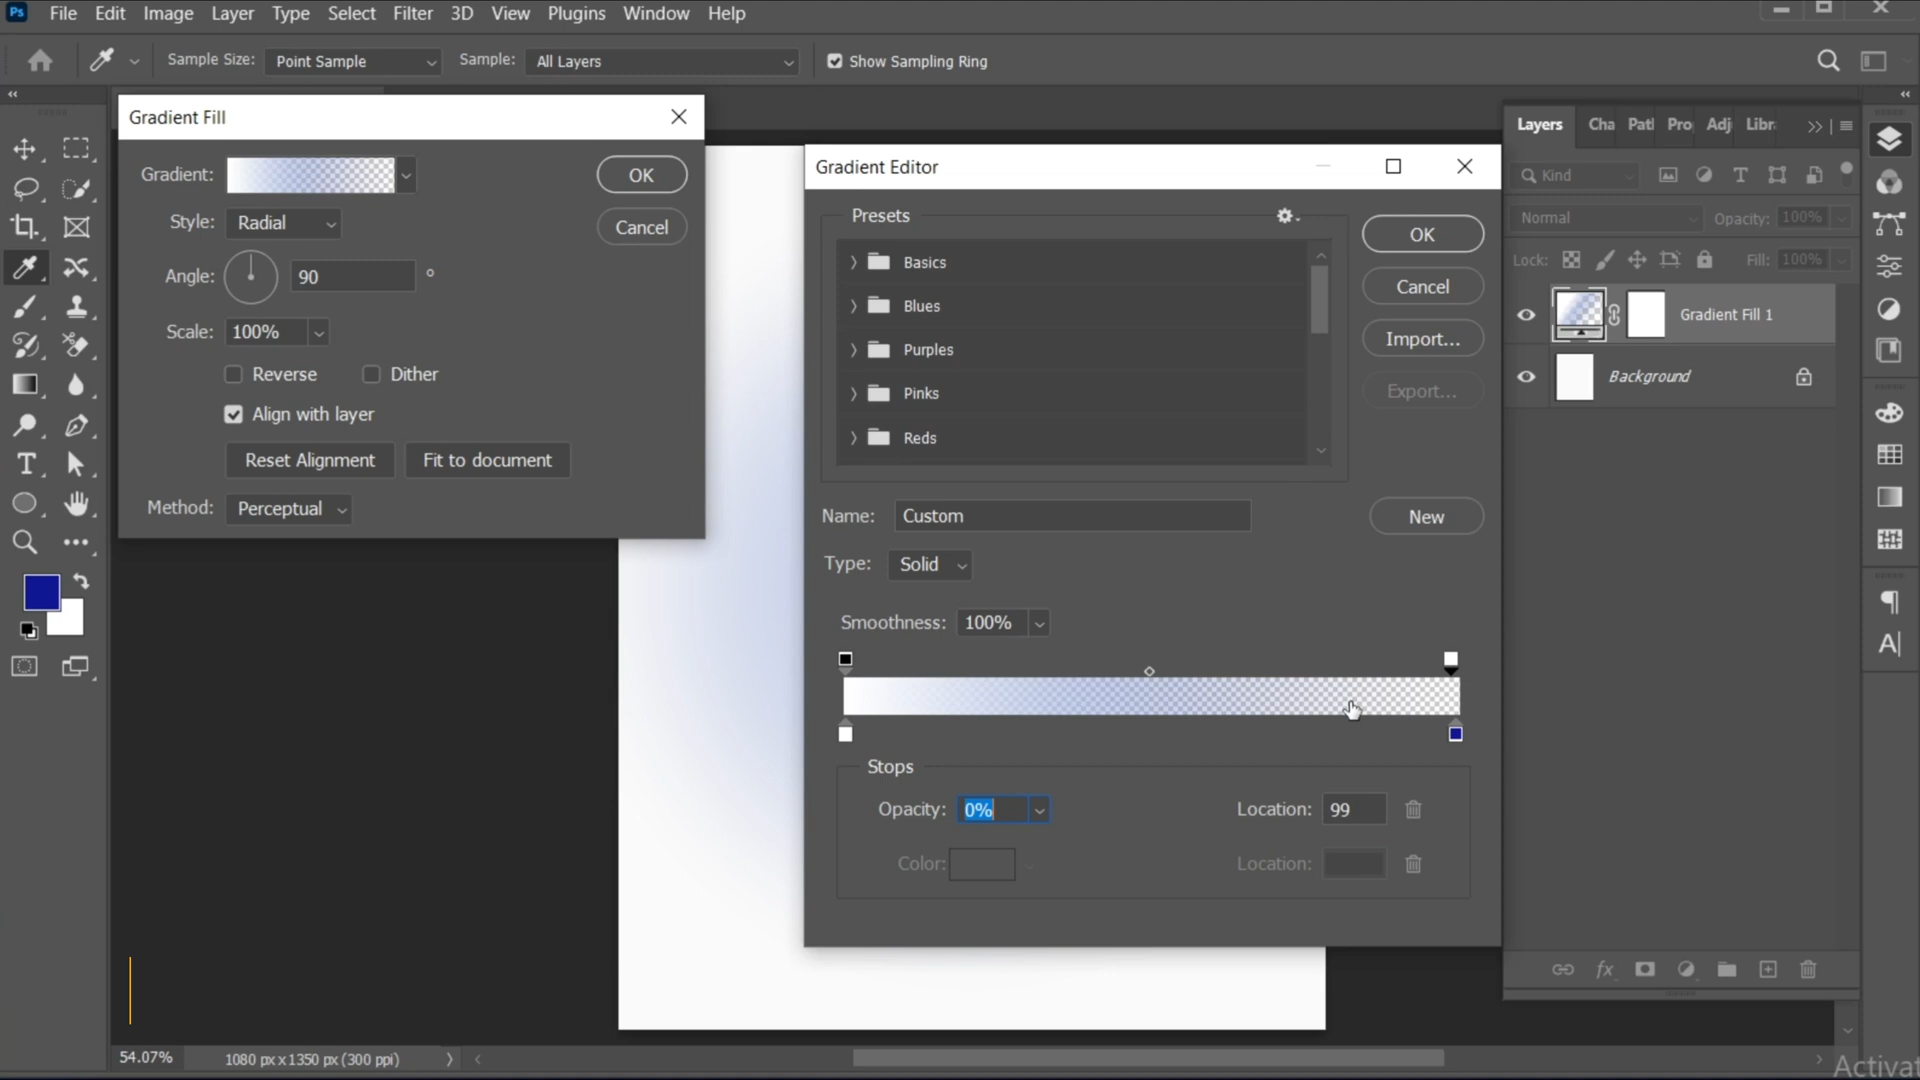 Ps File Edit Image Layer Type Select Filter 3D View Plugins Window Help
Sample Size: Point Sample Sample: All Layers Show Sampling Ring
Gradient Fill
Gradient: OK
Style: Radial Cancel
Angle: 90 °
Scale: 100%
Reverse Dither
Align with layer
Reset Alignment Fit to document
Method: Perceptual
Gradient Editor
Presets
Basics
Blues
Purples
Pinks
Reds
OK
Cancel
Import...
Export...
Name: Custom New
Type: Solid
Smoothness: 100%
Stops
Opacity: 0% Location: 99
Color: Location:
Layers Cha Patl Pro Adj Libr
Kind
Normal Opacity: 100%
Lock: Fill: 100%
Gradient Fill 1
Background
54.07% 1080 px x 1350 px (300 ppi)
Activat